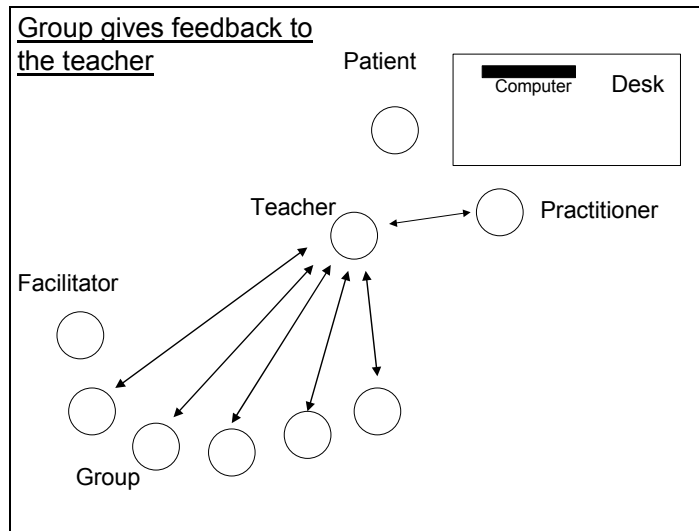 Group gives feedback to
the teacher
Patient
Computer
Desk
Teacher
Practitioner
Facilitator
Group